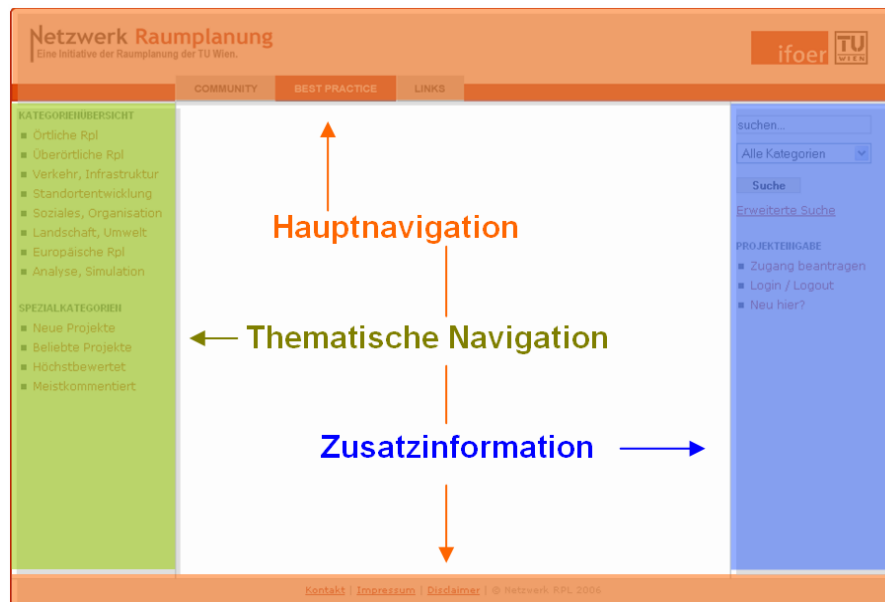 Netzwerk Raumplanung
Eine Initiative der Raumplanung der TU Wien.
ifoer
TU
WIEN
COMMUNITY
BEST PRACTICE
LINKS
KATEGORIENÜBERSICHT
Örtliche Rpl
Überörtliche Rpl
Verkehr, Infrastruktur
Standortentwicklung
Soziales, Organisation
Landschaft, Umwelt
Europäische Rpl
Analyse, Simulation
SPEZIALKATEGORIEN
Neue Projekte
Beliebte Projekte
Höchstbewertet
Meistkommentiert
Hauptnavigation
Thematische Navigation
Zusatzinformation
suchen...
Alle Kategorien
Suche
Erweiterte Suche
PROJEKTEINGABE
Zugang beantragen
Login / Logout
Neu hier?
Kontakt | Impressum | Disclaimer | © Netzwerk RPL 2006